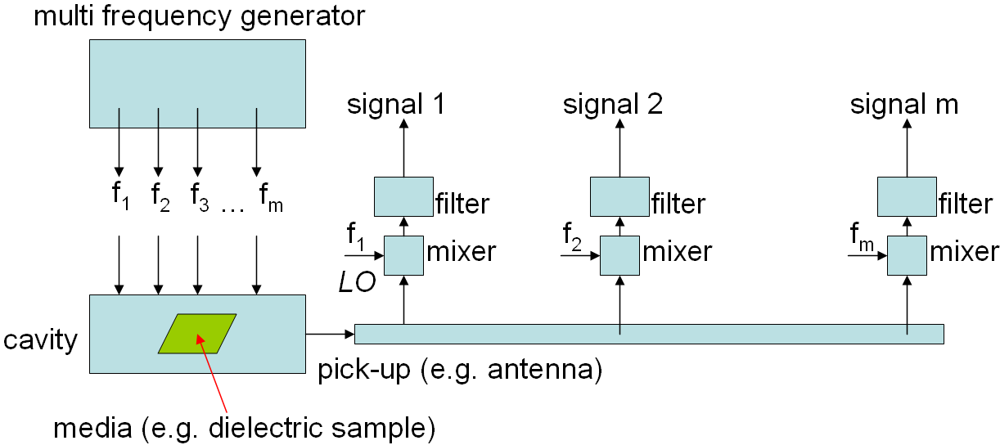 multi frequency generator
signal 1
signal 2
signal m
f1 f2 f3 ... fm
filter
filter
filter
f1
mixer
f2
mixer
fm
mixer
LO
cavity
pick-up (e.g. antenna)
media (e.g. dielectric sample)